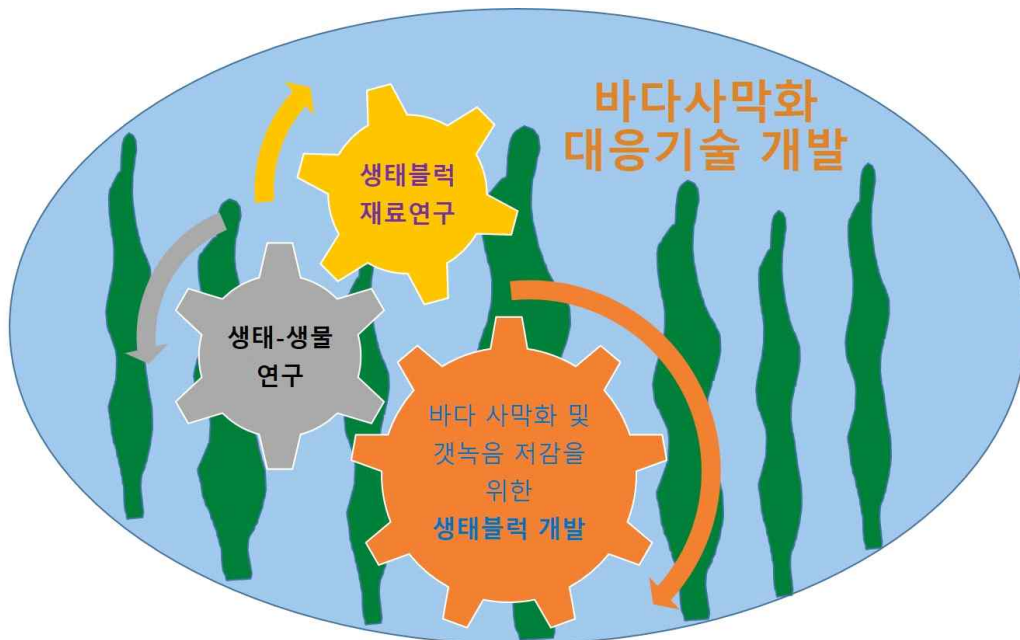 바다사막화
대응기술 개발
생태블럭
재료연구
생태-생물
연구
바다 사막화 및
갯녹음 저감을
위한
생태블럭 개발